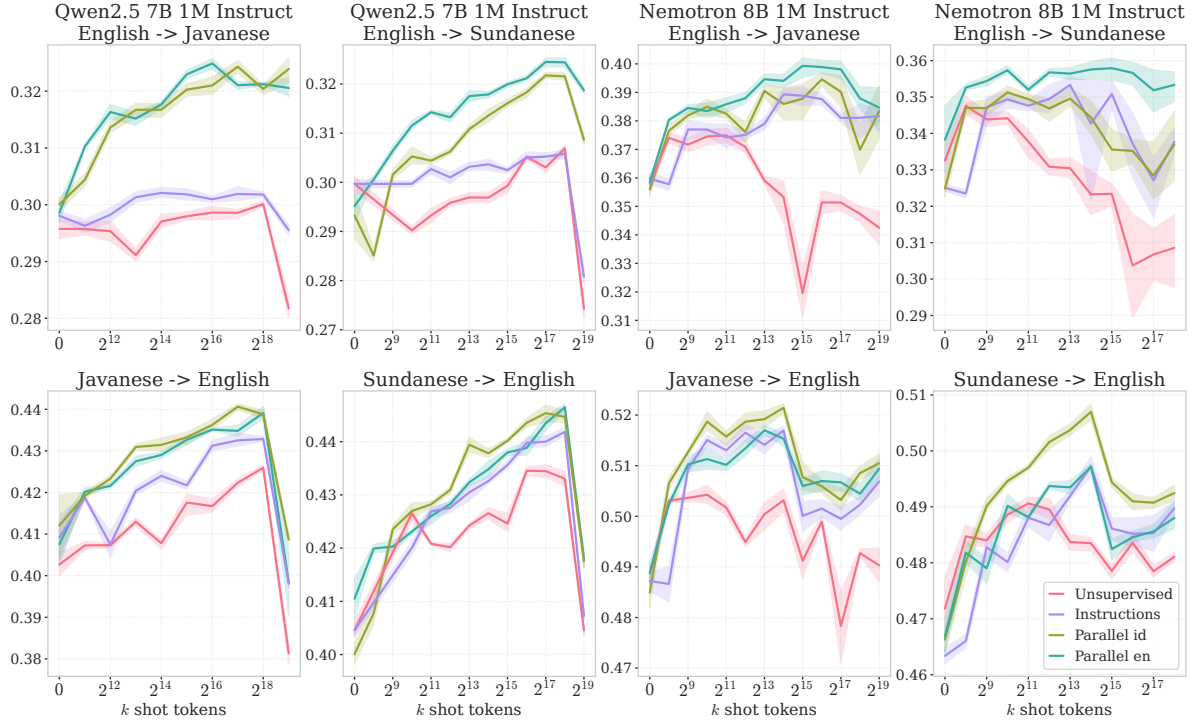 Qwen2.5 7B 1M Instruct
English -> Javanese
Qwen2.5 7B 1M Instruct
English -> Sundanese
Nemotron 8B 1M Instruct
English -> Javanese
Nemotron 8B 1M Instruct
English -> Sundanese
0.32
0.31
0.30
0.29
0.28
0 2^12 2^14 2^16 2^18
0.32
0.31
0.30
0.29
0.28
0.27
0 2^9 2^11 2^13 2^15 2^17 2^19
0.40
0.39
0.38
0.37
0.36
0.35
0.34
0.33
0.32
0.31
0 2^9 2^11 2^13 2^15 2^17 2^19
0.36
0.35
0.34
0.33
0.32
0.31
0.30
0.29
0 2^9 2^11 2^13 2^15 2^17
Javanese -> English
Sundanese -> English
Javanese -> English
Sundanese -> English
0.44
0.43
0.42
0.41
0.40
0.39
0.38
0 2^12 2^14 2^16 2^18
k shot tokens
0.44
0.43
0.42
0.41
0.40
0 2^9 2^11 2^13 2^15 2^17 2^19
k shot tokens
0.52
0.51
0.50
0.49
0.48
0.47
0 2^9 2^11 2^13 2^15 2^17 2^19
k shot tokens
0.51
0.50
0.49
0.48
0.47
0.46
0 2^9 2^11 2^13 2^15 2^17
k shot tokens
Unsupervised
Instructions
Parallel id
Parallel en